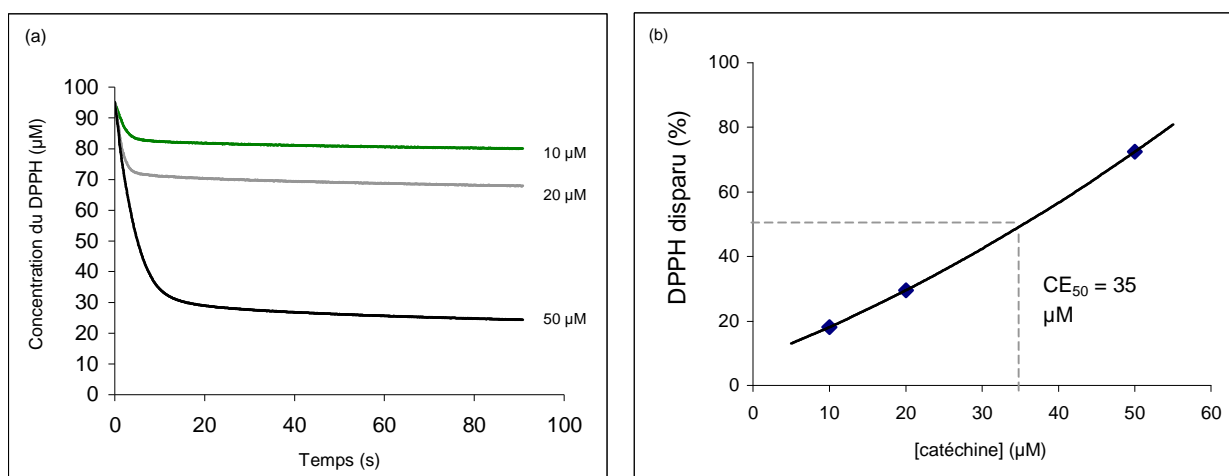 (a)
Concentration du DPPH (µM)
100
90
80
70
60
50
40
30
20
10
0
10 µM
20 µM
50 µM
0 20 40 60 80 100
Temps (s)
(b)
DPPH disparu (%)
100
80
60
40
20
0
CE50 = 35
µM
0 10 20 30 40 50 60
[catéchine] (µM)